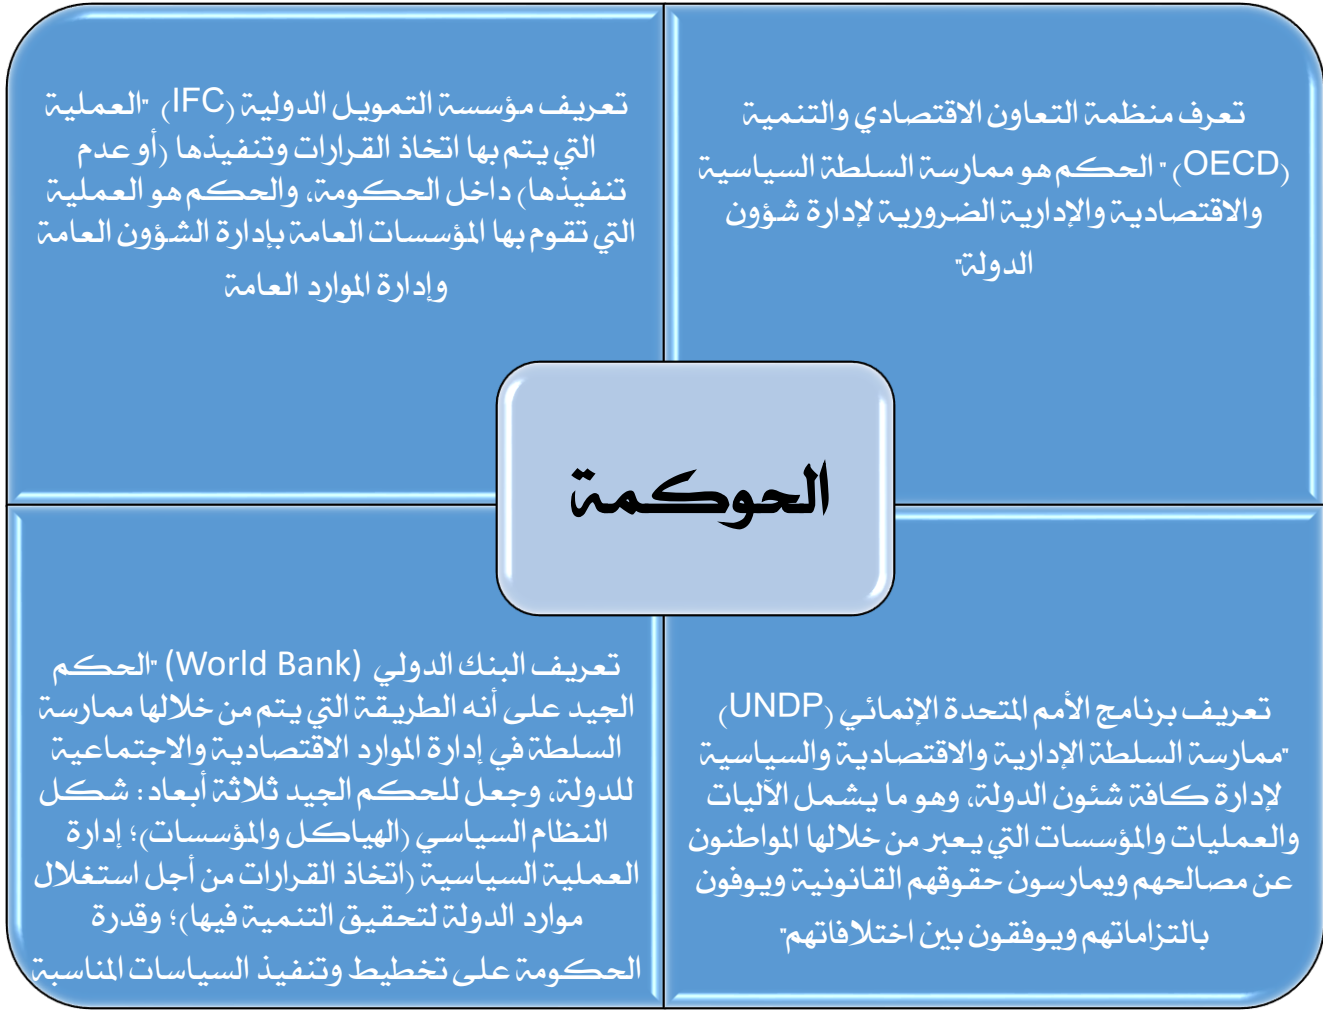 تعرف منظمة التعاون الاقتصادي والتنمية
(OECD) " الحكم هو ممارسة السلطة السياسية
والاقتصادية والإدارية الضرورية لإدارة شؤون
الدولة"
تعريف مؤسسة التمويل الدولية (IFC) "العملية
التي يتم بها اتخاذ القرارات وتنفيذها (أو عدم
تنفيذها) داخل الحكومة، والحكم هو العملية
التي تقوم بها المؤسسات العامة بإدارة الشؤون العامة
وإدارة الموارد العامة
الحوكمة
تعريف برنامج الأمم المتحدة الإنمائي (UNDP)
"ممارسة السلطة الإدارية والاقتصادية والسياسية
لإدارة كافة شئون الدولة، وهو ما يشمل الآليات
والعمليات والمؤسسات التي يعبر من خلالها المواطنون
عن مصالحهم ويمارسون حقوقهم القانونية ويوفون
بالتزاماتهم ويوفقون بين اختلافاتهم"
تعريف البنك الدولي (World Bank) "الحكم
الجيد على أنه الطريقة التي يتم من خلالها ممارسة
السلطة في إدارة الموارد الاقتصادية والاجتماعية
للدولة، وجعل للحكم الجيد ثلاثة أبعاد: شكل
النظام السياسي (الهياكل والمؤسسات)؛ إدارة
العملية السياسية (اتخاذ القرارات من أجل استغلال
موارد الدولة لتحقيق التنمية فيها)؛ وقدرة
الحكومة على تخطيط وتنفيذ السياسات المناسبة